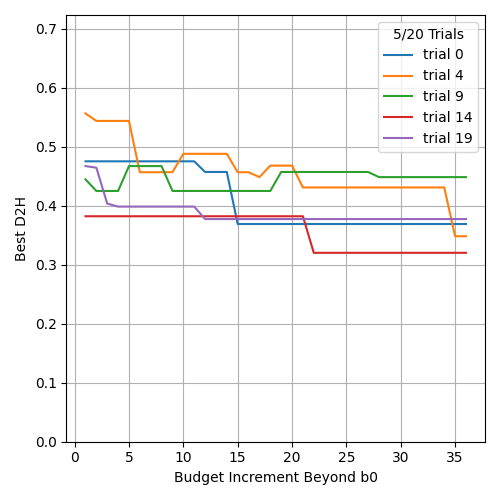 5/20 Trials
trial 0
trial 4
trial 9
trial 14
trial 19
0.7
0.6
0.5
0.4
0.3
0.2
0.1
0.0
Best D2H
0 5 10 15 20 25 30 35
Budget Increment Beyond b0